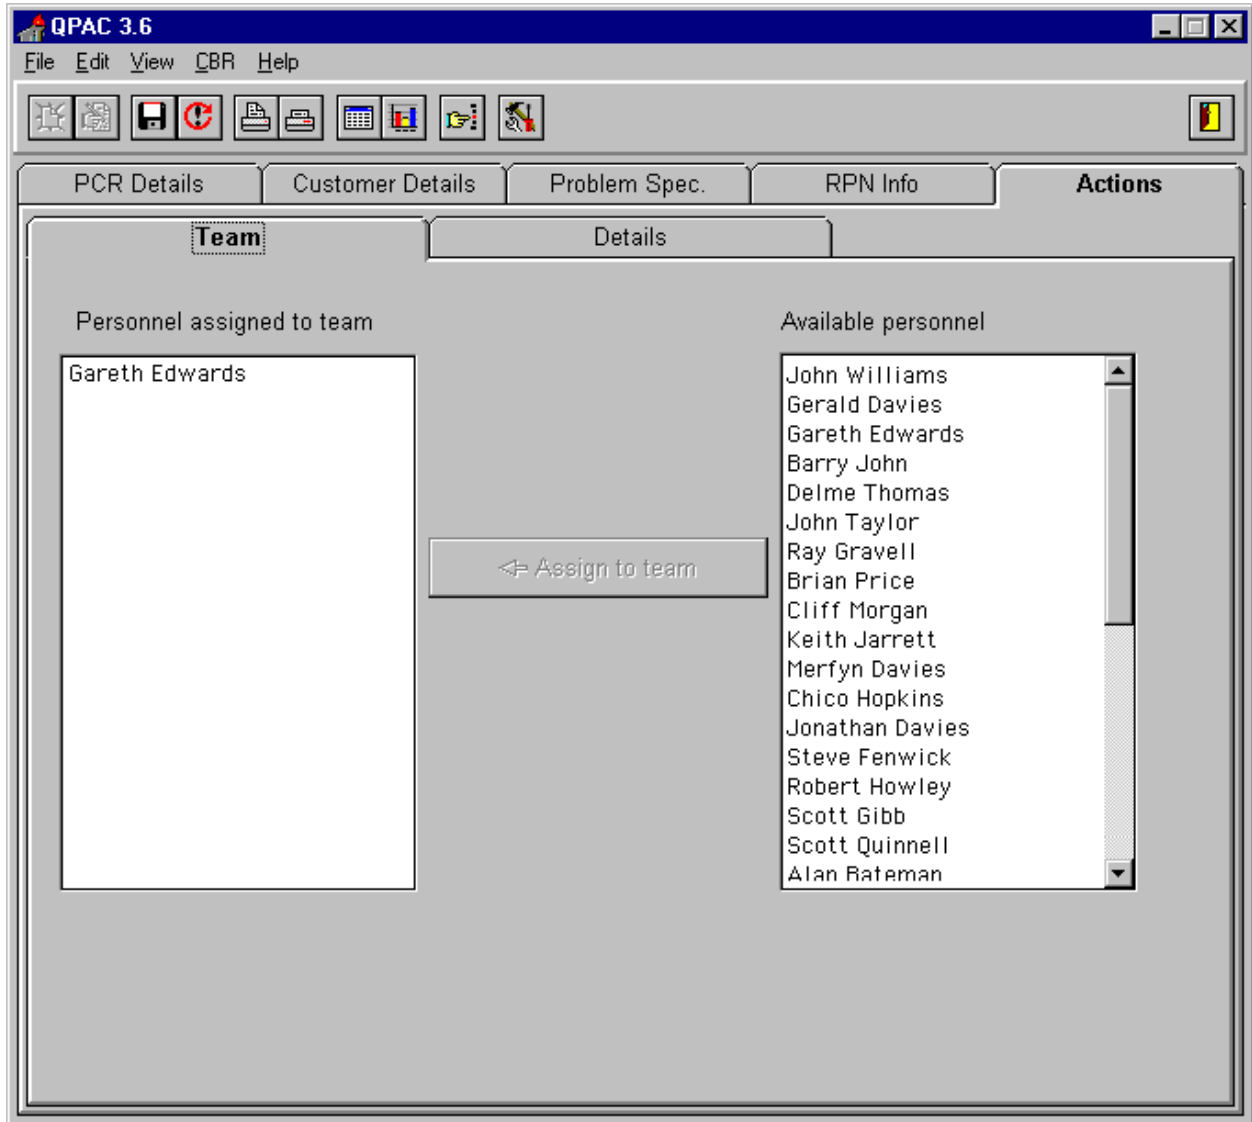 QPAC 3.6
File Edit View CBR Help
PCR Details Customer Details Problem Spec. RPN Info Actions
Team Details
Personnel assigned to team
Gareth Edwards
Assign to team
Available personnel
John Williams
Gerald Davies
Gareth Edwards
Barry John
Delme Thomas
John Taylor
Ray Gravell
Brian Price
Cliff Morgan
Keith Jarrett
Merfyn Davies
Chico Hopkins
Jonathan Davies
Steve Fenwick
Robert Howley
Scott Gibb
Scott Quinnell
Alan Bateman